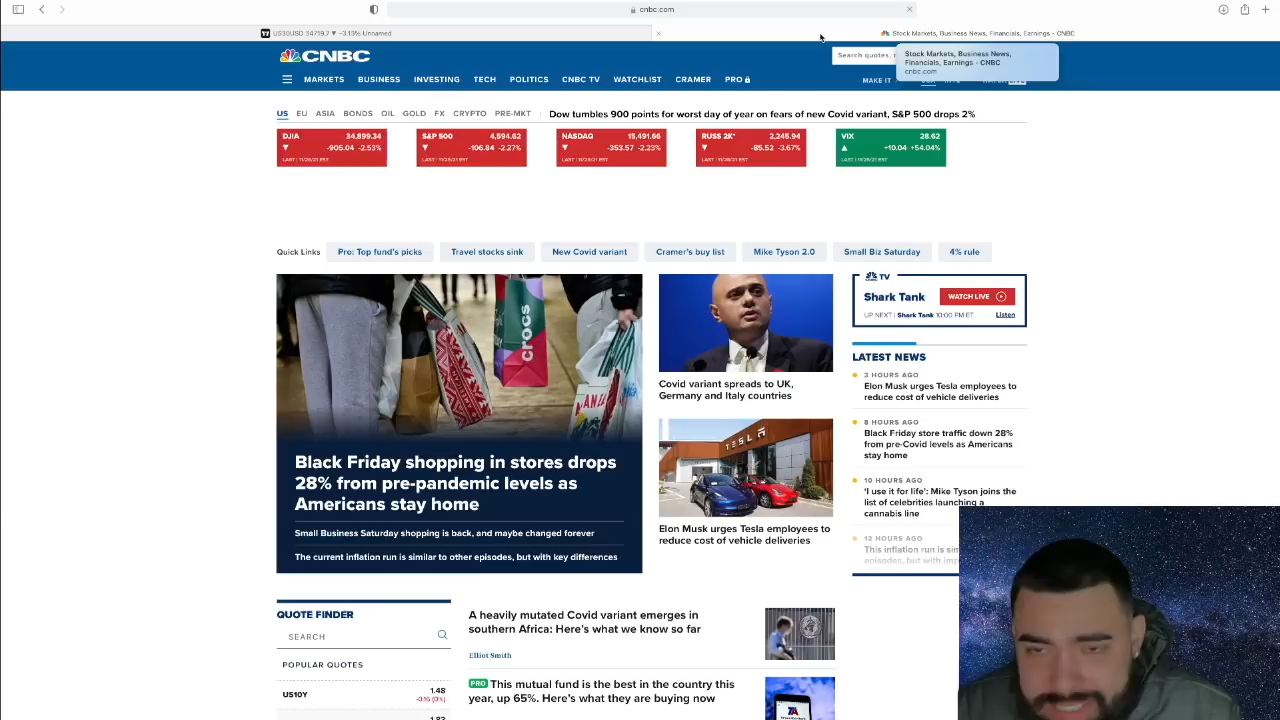 cnbc.com
US30USD 34719.7 ▼ −3.13% Unnamed
Stock Markets, Business News, Financials, Earnings - CNBC
Stock Markets, Business News,
Financials, Earnings - CNBC
cnbc.com
CNBC
Search quotes,
MARKETS BUSINESS INVESTING TECH POLITICS CNBC TV WATCHLIST CRAMER PRO
MAKE IT
US EU ASIA BONDS OIL GOLD FX CRYPTO PRE-MKT
Dow tumbles 900 points for worst day of year on fears of new Covid variant, S&P 500 drops 2%
DJIA 34,899.34
▼ -905.04 -2.53%
LAST | 11/26/21 EST
S&P 500 4,594.62
▼ -106.84 -2.27%
LAST | 11/26/21 EST
NASDAQ 15,491.66
▼ -353.57 -2.23%
LAST | 11/26/21 EST
RUSS 2K* 2,245.94
▼ -85.52 -3.67%
LAST | 11/26/21 EST
VIX 28.62
▲ +10.04 +54.04%
LAST | 11/26/21 EST
Quick Links
Pro: Top fund's picks
Travel stocks sink
New Covid variant
Cramer's buy list
Mike Tyson 2.0
Small Biz Saturday
4% rule
crocs
Black Friday shopping in stores drops
28% from pre-pandemic levels as
Americans stay home
Small Business Saturday shopping is back, and maybe changed forever
The current inflation run is similar to other episodes, but with key differences
Covid variant spreads to UK,
Germany and Italy countries
TESLA
Elon Musk urges Tesla employees to
reduce cost of vehicle deliveries
TV
Shark Tank
WATCH LIVE
UP NEXT | Shark Tank 10:00 PM ET
Listen
LATEST NEWS
3 HOURS AGO
Elon Musk urges Tesla employees to
reduce cost of vehicle deliveries
8 HOURS AGO
Black Friday store traffic down 28%
from pre-Covid levels as Americans
stay home
10 HOURS AGO
'I use it for life': Mike Tyson joins the
list of celebrities launching a
cannabis line
12 HOURS AGO
This inflation run is
episodes, but with
QUOTE FINDER
SEARCH
POPULAR QUOTES
US10Y 1.48
-0.16 (0%)
A heavily mutated Covid variant emerges in
southern Africa: Here's what we know so far
Elliot Smith
PRO This mutual fund is the best in the country this
year, up 65%. Here's what they are buying now